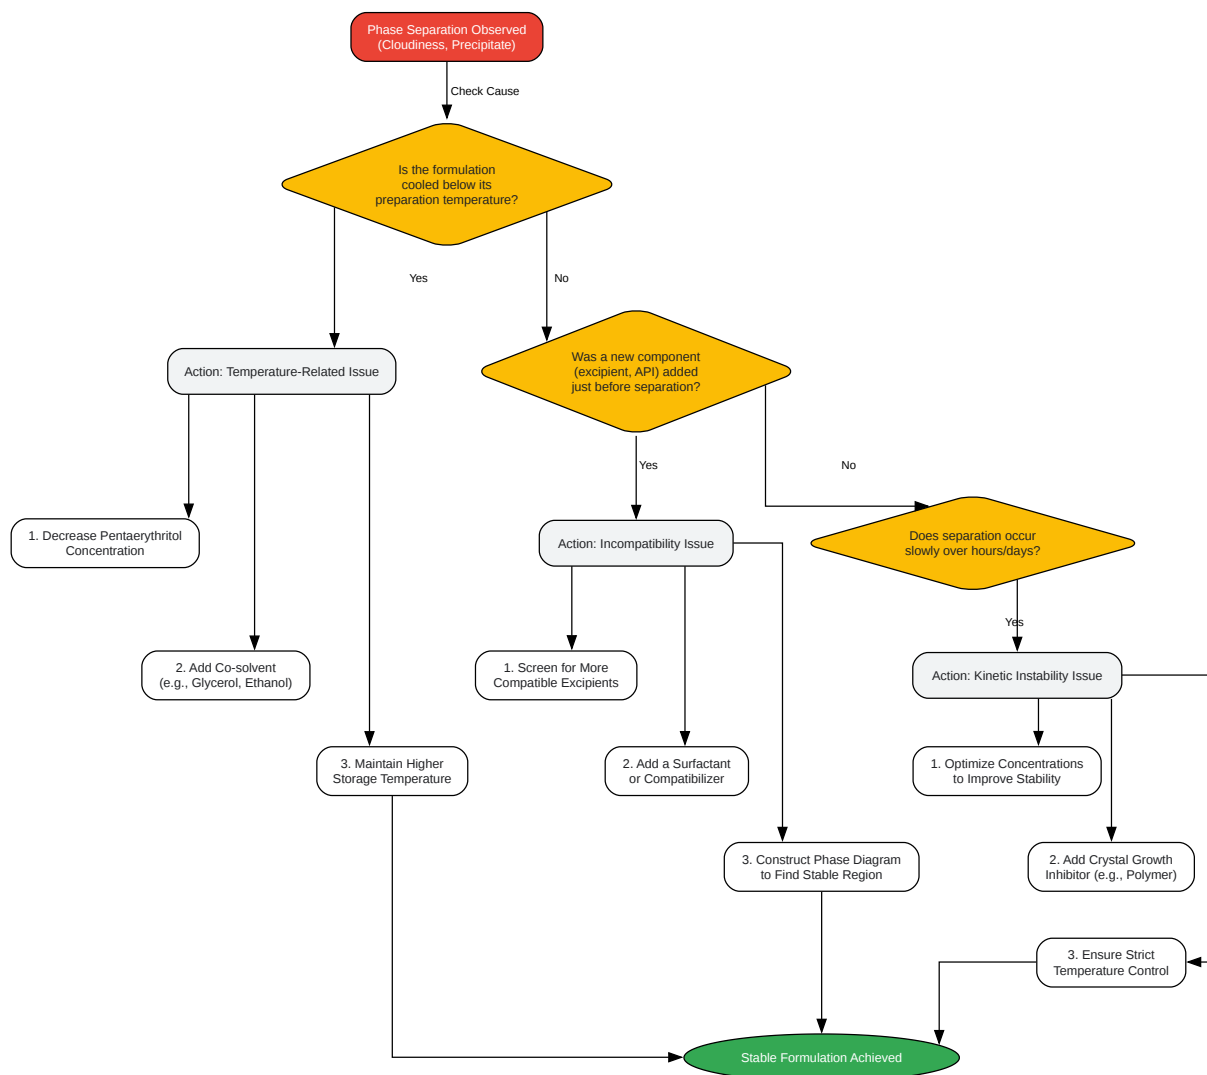 Phase Separation Observed
(Cloudiness, Precipitate)
Check Cause
Is the formulation
cooled below its
preparation temperature?
Yes
No
Action: Temperature-Related Issue
Was a new component
(excipient, API) added
just before separation?
Yes
No
1. Decrease Pentaerythritol
Concentration
Action: Incompatibility Issue
Does separation occur
slowly over hours/days?
Yes
2. Add Co-solvent
(e.g., Glycerol, Ethanol)
1. Screen for More
Compatible Excipients
Action: Kinetic Instability Issue
3. Maintain Higher
Storage Temperature
2. Add a Surfactant
or Compatibilizer
1. Optimize Concentrations
to Improve Stability
3. Construct Phase Diagram
to Find Stable Region
2. Add Crystal Growth
Inhibitor (e.g., Polymer)
3. Ensure Strict
Temperature Control
Stable Formulation Achieved